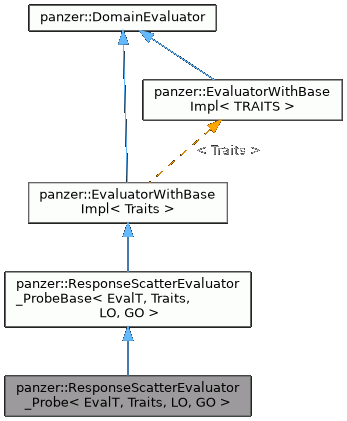 panzer::DomainEvaluator
panzer::EvaluatorWithBase
Impl< TRAITS >
< Traits >
panzer::EvaluatorWithBase
Impl< Traits >
panzer::ResponseScatterEvaluator
_ProbeBase< EvalT, Traits,
LO, GO >
panzer::ResponseScatterEvaluator
_Probe< EvalT, Traits, LO, GO >